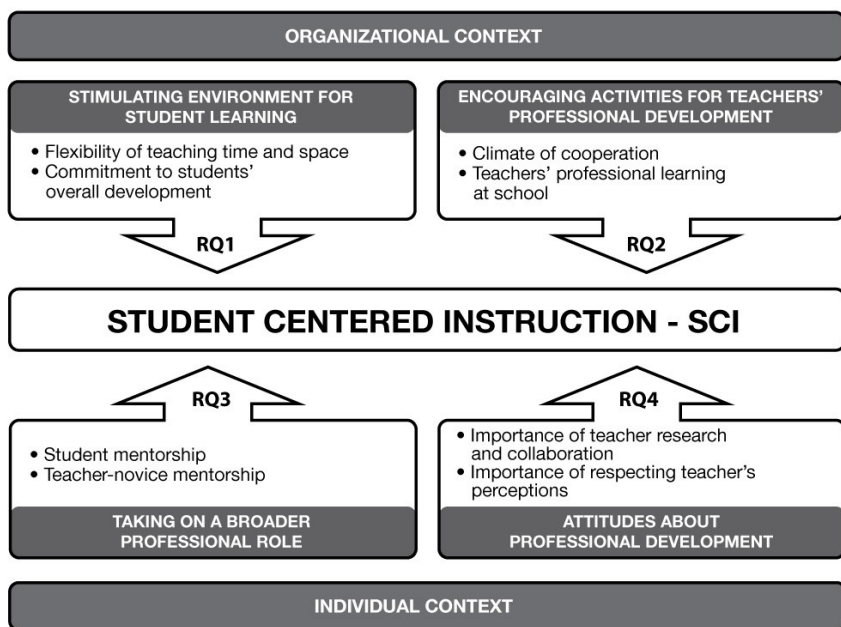 ORGANIZATIONAL CONTEXT
STIMULATING ENVIRONMENT FOR
STUDENT LEARNING
• Flexibility of teaching time and space
• Commitment to students'
overall development
RQ1
ENCOURAGING ACTIVITIES FOR TEACHERS'
PROFESSIONAL DEVELOPMENT
• Climate of cooperation
• Teachers' professional learning
at school
RQ2
STUDENT CENTERED INSTRUCTION - SCI
RQ3
• Student mentorship
• Teacher-novice mentorship
TAKING ON A BROADER
PROFESSIONAL ROLE
RQ4
• Importance of teacher research
and collaboration
• Importance of respecting teacher's
perceptions
ATTITUDES ABOUT
PROFESSIONAL DEVELOPMENT
INDIVIDUAL CONTEXT